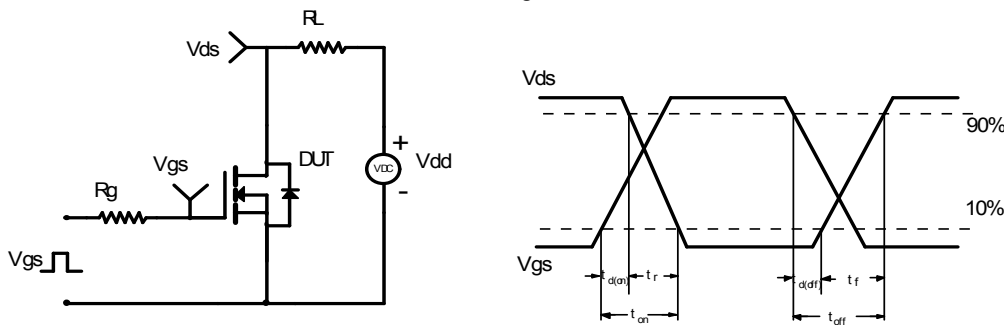 RL
Vds
Vgs
DUT
+
VDC
Vdd
-
Rg
Vgs
Vds
90%
10%
Vgs
td(on) tr td(off) tf
ton toff